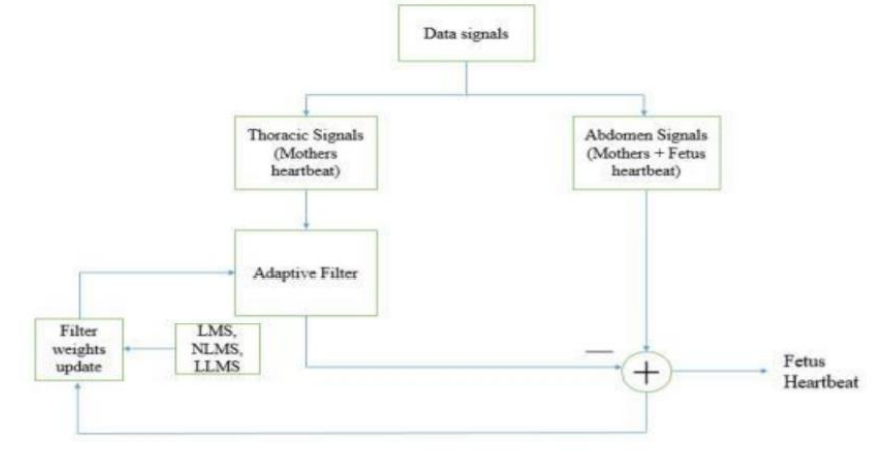 Data signals
Thoracic Signals
(Mothers
heartbeat)
Abdomen Signals
(Mothers + Fetus
heartbeat)
Adaptive Filter
Filter
weights
update
LMS,
NLMS,
LLMS
—
+
Fetus
Heartbeat